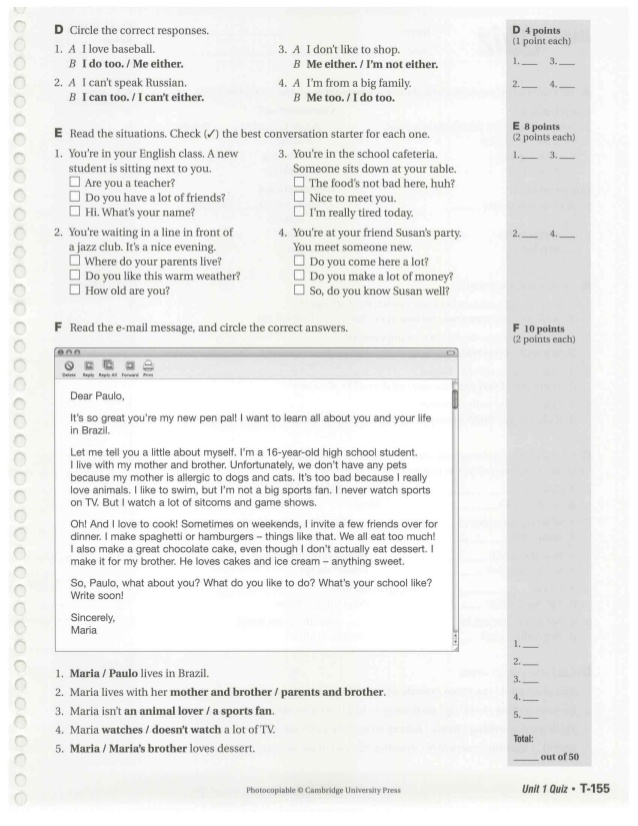 D Circle the correct responses.
1. A I love baseball.
B I do too. / Me either.
2. A I can't speak Russian.
B I can too. / I can't either.
3. A I don't like to shop.
B Me either. / I'm not either.
4. A I'm from a big family.
B Me too. / I do too.
D 4 points
(1 point each)
1.___ 3.___
2.___ 4.___
E Read the situations. Check (✓) the best conversation starter for each one.
1. You're in your English class. A new
student is sitting next to you.
☐ Are you a teacher?
☐ Do you have a lot of friends?
☐ Hi. What's your name?
2. You're waiting in a line in front of
a jazz club. It's a nice evening.
☐ Where do your parents live?
☐ Do you like this warm weather?
☐ How old are you?
3. You're in the school cafeteria.
Someone sits down at your table.
☐ The food's not bad here, huh?
☐ Nice to meet you.
☐ I'm really tired today.
4. You're at your friend Susan's party.
You meet someone new.
☐ Do you come here a lot?
☐ Do you make a lot of money?
☐ So, do you know Susan well?
E 8 points
(2 points each)
1.___ 3.___
2.___ 4.___
F Read the e-mail message, and circle the correct answers.
F 10 points
(2 points each)
Delete Reply Reply All Forward Print
Dear Paulo,
It's so great you're my new pen pal! I want to learn all about you and your life
in Brazil.
Let me tell you a little about myself. I'm a 16-year-old high school student.
I live with my mother and brother. Unfortunately, we don't have any pets
because my mother is allergic to dogs and cats. It's too bad because I really
love animals. I like to swim, but I'm not a big sports fan. I never watch sports
on TV. But I watch a lot of sitcoms and game shows.
Oh! And I love to cook! Sometimes on weekends, I invite a few friends over for
dinner. I make spaghetti or hamburgers – things like that. We all eat too much!
I also make a great chocolate cake, even though I don't actually eat dessert. I
make it for my brother. He loves cakes and ice cream – anything sweet.
So, Paulo, what about you? What do you like to do? What's your school like?
Write soon!
Sincerely,
Maria
1. Maria / Paulo lives in Brazil.
2. Maria lives with her mother and brother / parents and brother.
3. Maria isn't an animal lover / a sports fan.
4. Maria watches / doesn't watch a lot of TV.
5. Maria / Maria's brother loves dessert.
1.___
2.___
3.___
4.___
5.___
Total:
____ out of 50
Photocopiable © Cambridge University Press
Unit 1 Quiz • T-155